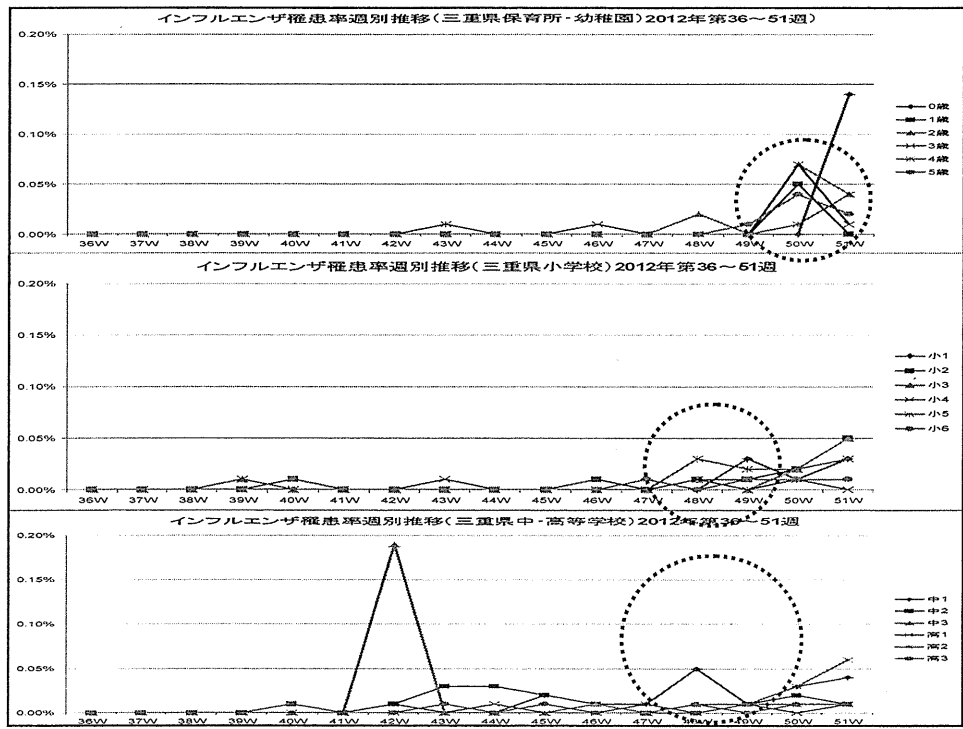 インフルエンザ罹患率週別推移(三重県保育所・幼稚園)2012年第36～51週)
0.20%
0.15%
0.10%
0.05%
0.00%
36W 37W 38W 39W 40W 41W 42W 43W 44W 45W 46W 47W 48W 49W 50W 51W
0歳
1歳
2歳
3歳
4歳
5歳
インフルエンザ罹患率週別推移(三重県小学校)2012年第36～51週
0.20%
0.15%
0.10%
0.05%
0.00%
36W 37W 38W 39W 40W 41W 42W 43W 44W 45W 46W 47W 48W 49W 50W 51W
小1
小2
小3
小4
小5
小6
インフルエンザ罹患率週別推移(三重県中・高等学校)2012年第36～51週
0.20%
0.15%
0.10%
0.05%
0.00%
36W 37W 38W 39W 40W 41W 42W 43W 44W 45W 46W 47W 48W 49W 50W 51W
中1
中2
中3
高1
高2
高3